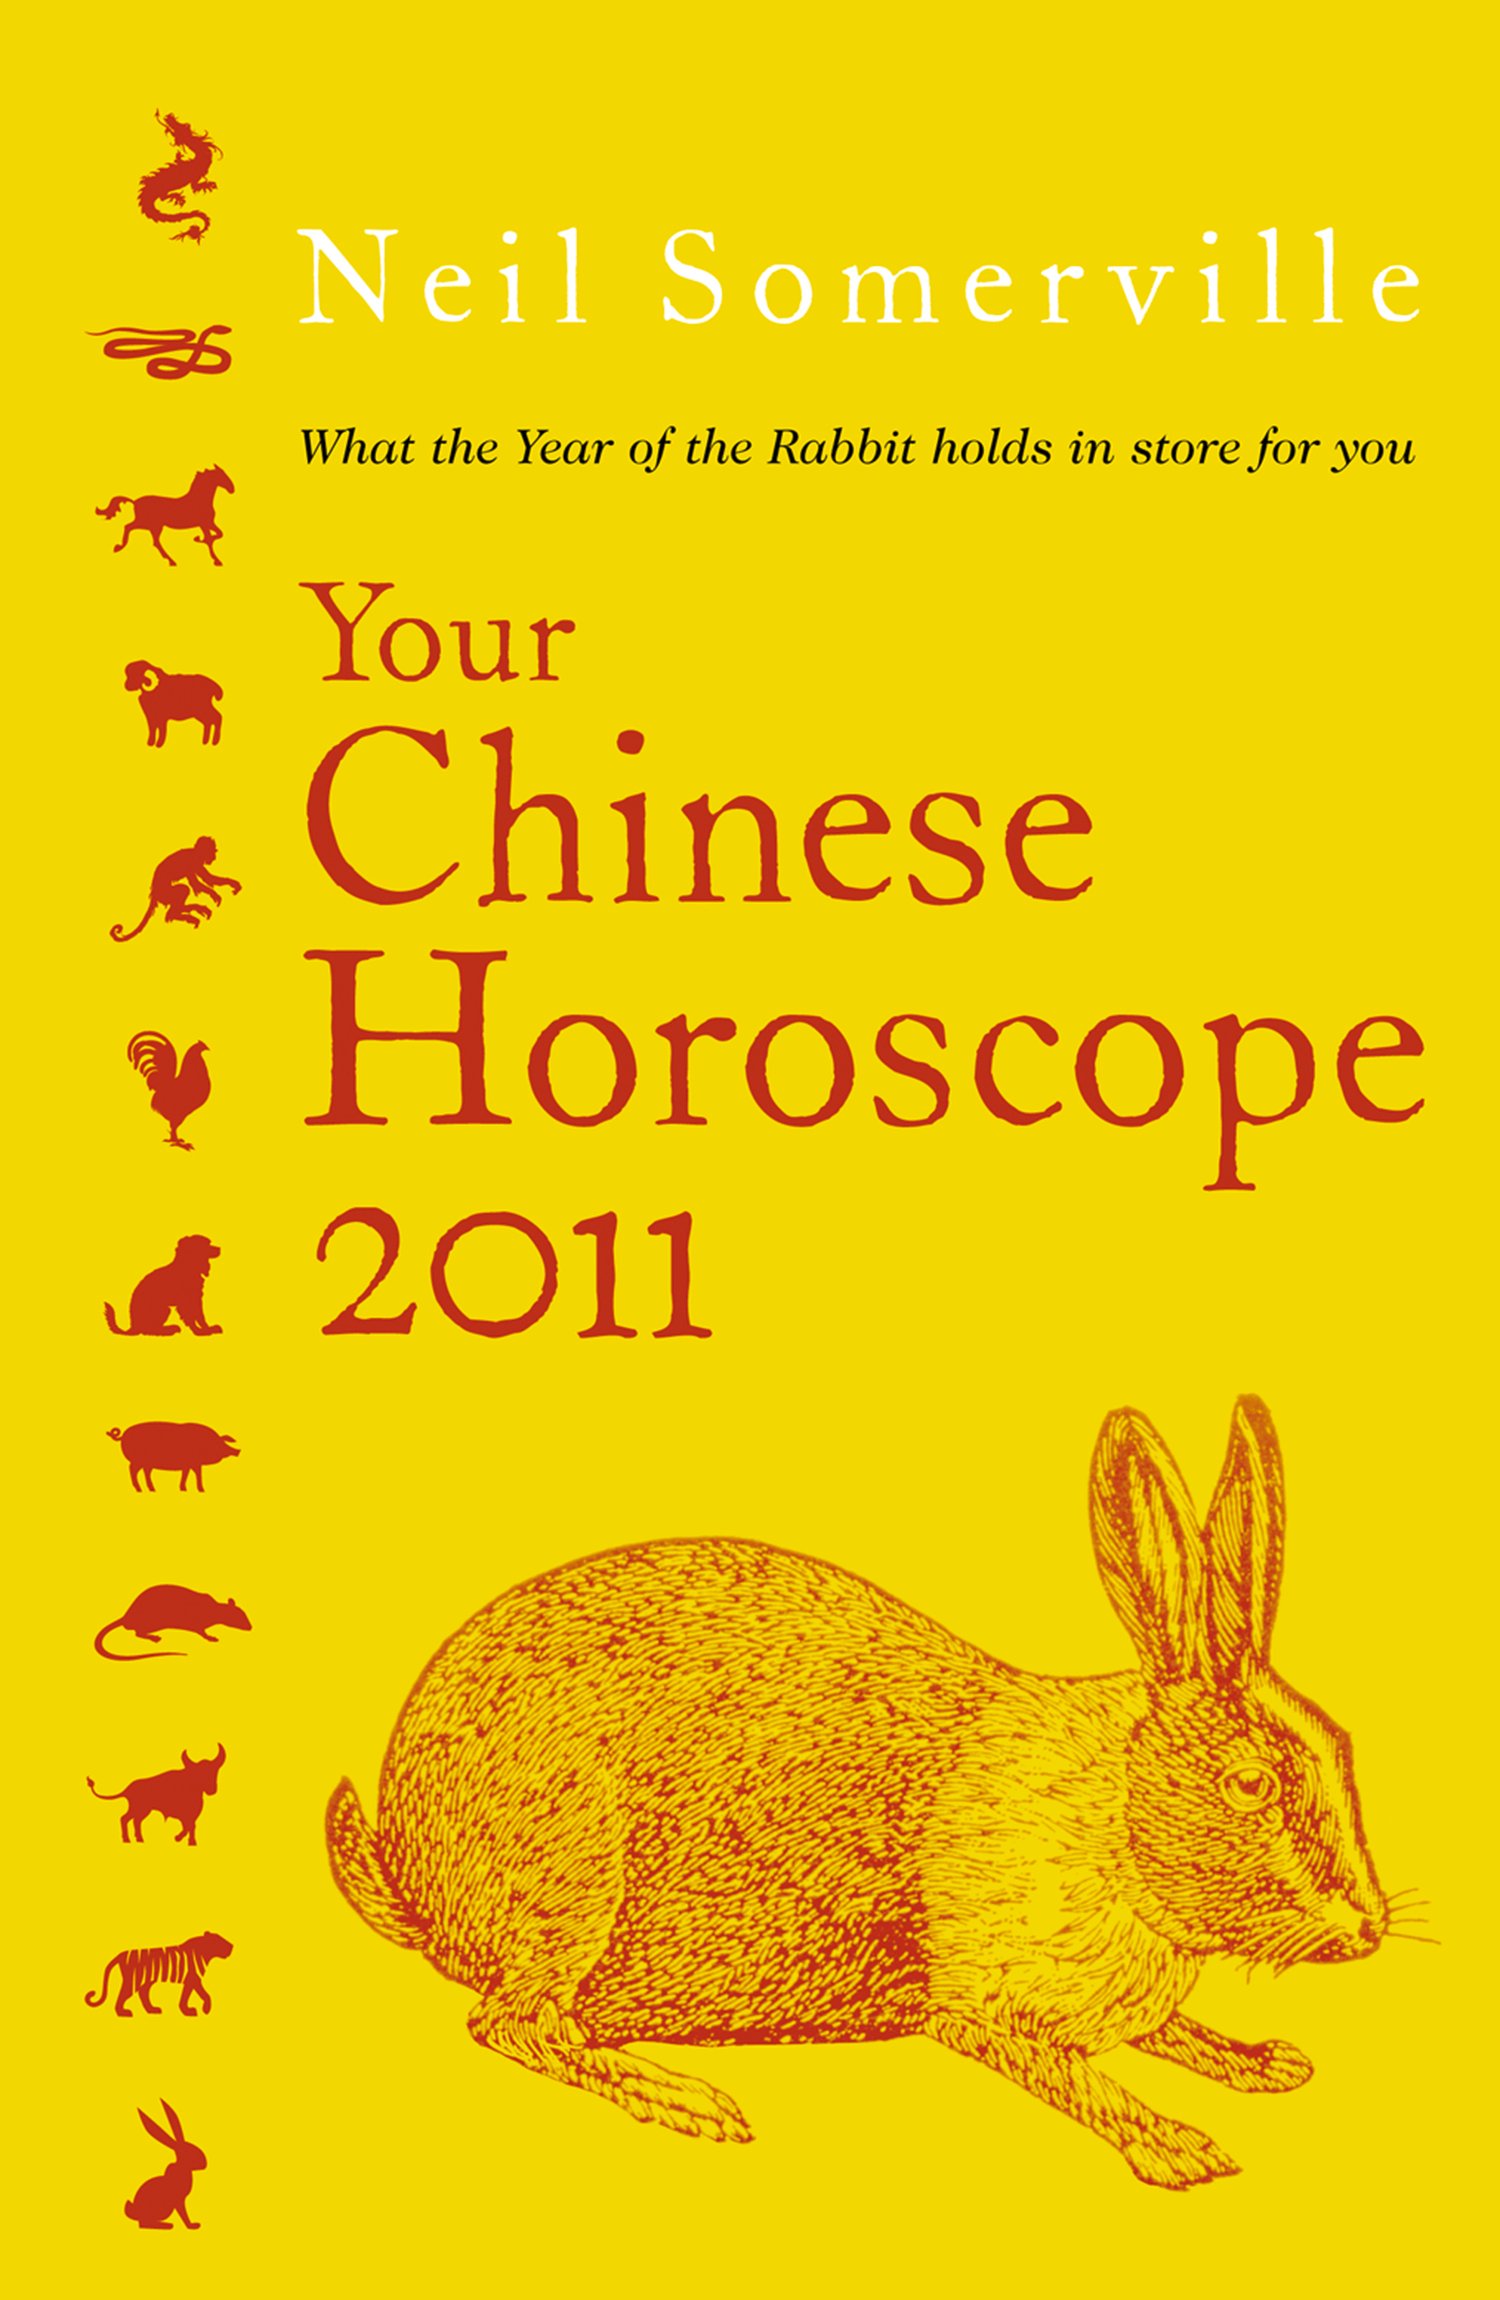 Neil Somerville
What the Year of the Rabbit holds in store for you
Your
Chinese
Horoscope
2011